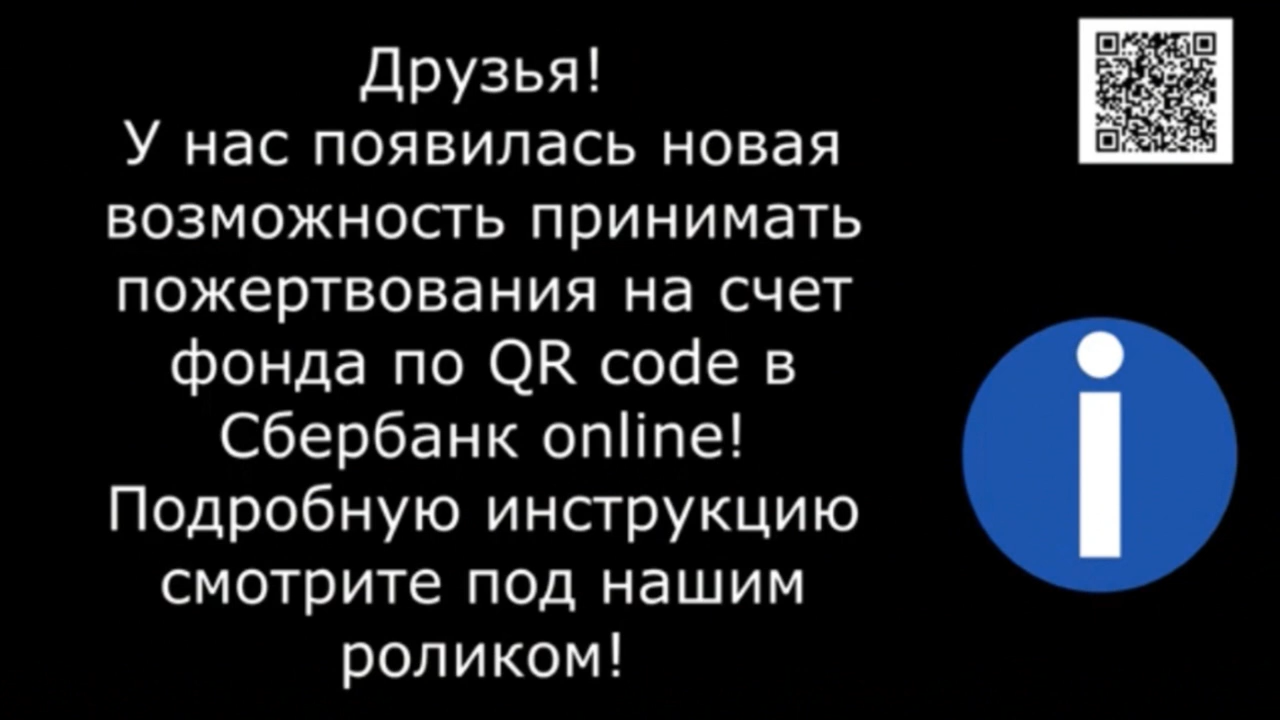 Друзья!
У нас появилась новая
возможность принимать
пожертвования на счет
фонда по QR code в
Сбербанк online!
Подробную инструкцию
смотрите под нашим
роликом!